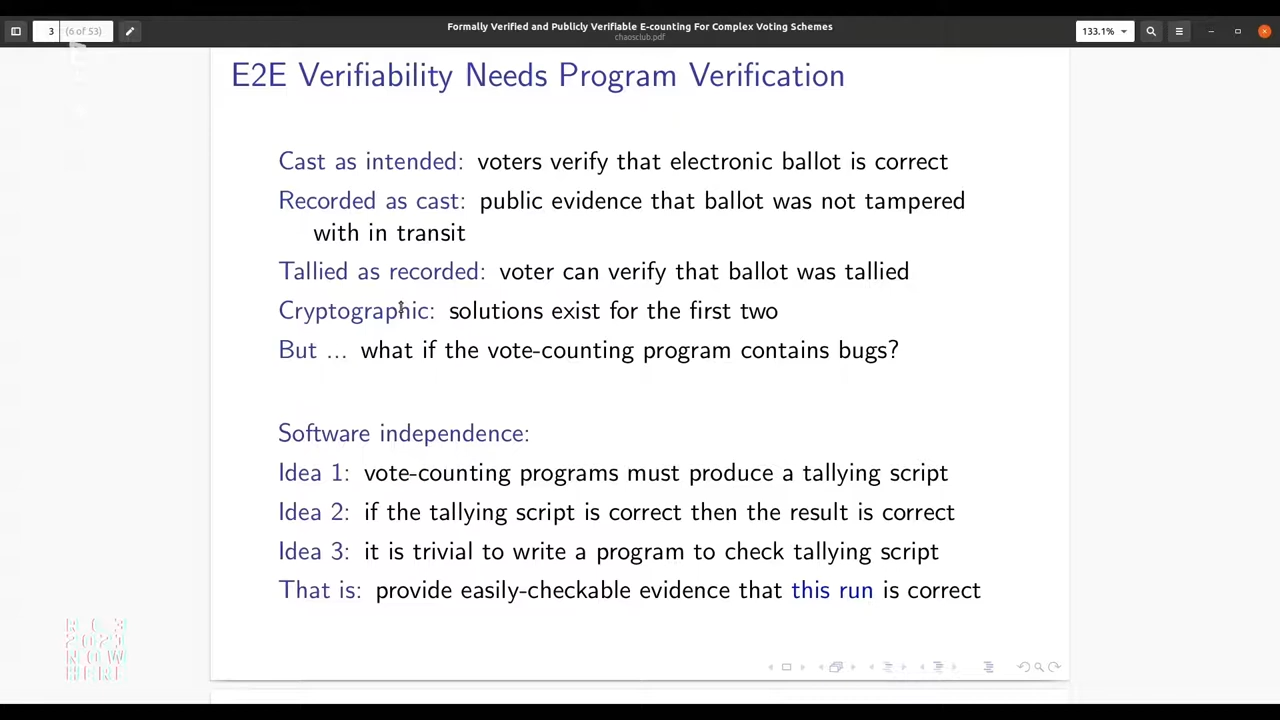 Formally Verified and Publicly Verifiable E-counting For Complex Voting Schemes
chaosclub.pdf
3 (6 of 53)
133.1%
E2E Verifiability Needs Program Verification
Cast as intended: voters verify that electronic ballot is correct
Recorded as cast: public evidence that ballot was not tampered
with in transit
Tallied as recorded: voter can verify that ballot was tallied
Cryptographic: solutions exist for the first two
But ... what if the vote-counting program contains bugs?
Software independence:
Idea 1: vote-counting programs must produce a tallying script
Idea 2: if the tallying script is correct then the result is correct
Idea 3: it is trivial to write a program to check tallying script
That is: provide easily-checkable evidence that this run is correct
RC3
2021
NOW
HERE